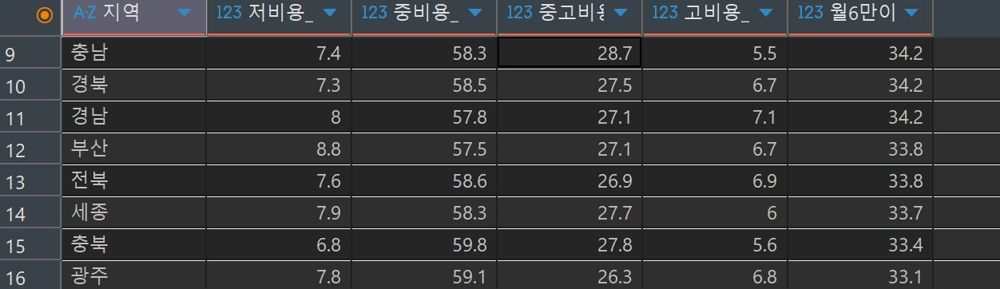 A-Z 지역 123 저비용_ 123 중비용_ 123 중고비용 123 고비용_ 123 월6만이
9 충남 7.4 58.3 28.7 5.5 34.2
10 경북 7.3 58.5 27.5 6.7 34.2
11 경남 8 57.8 27.1 7.1 34.2
12 부산 8.8 57.5 27.1 6.7 33.8
13 전북 7.6 58.6 26.9 6.9 33.8
14 세종 7.9 58.3 27.7 6 33.7
15 충북 6.8 59.8 27.8 5.6 33.4
16 광주 7.8 59.1 26.3 6.8 33.1